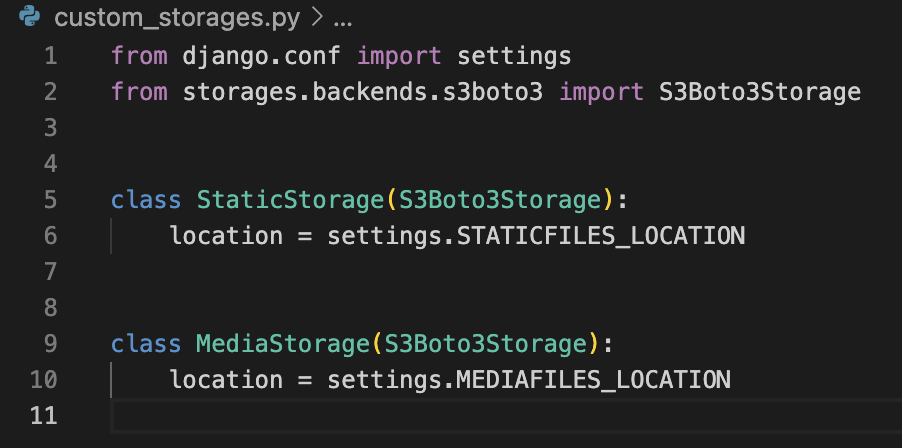 custom_storages.py > ...
1 from django.conf import settings
2 from storages.backends.s3boto3 import S3Boto3Storage
3
4
5 class StaticStorage(S3Boto3Storage):
6     location = settings.STATICFILES_LOCATION
7
8
9 class MediaStorage(S3Boto3Storage):
10     location = settings.MEDIAFILES_LOCATION
11